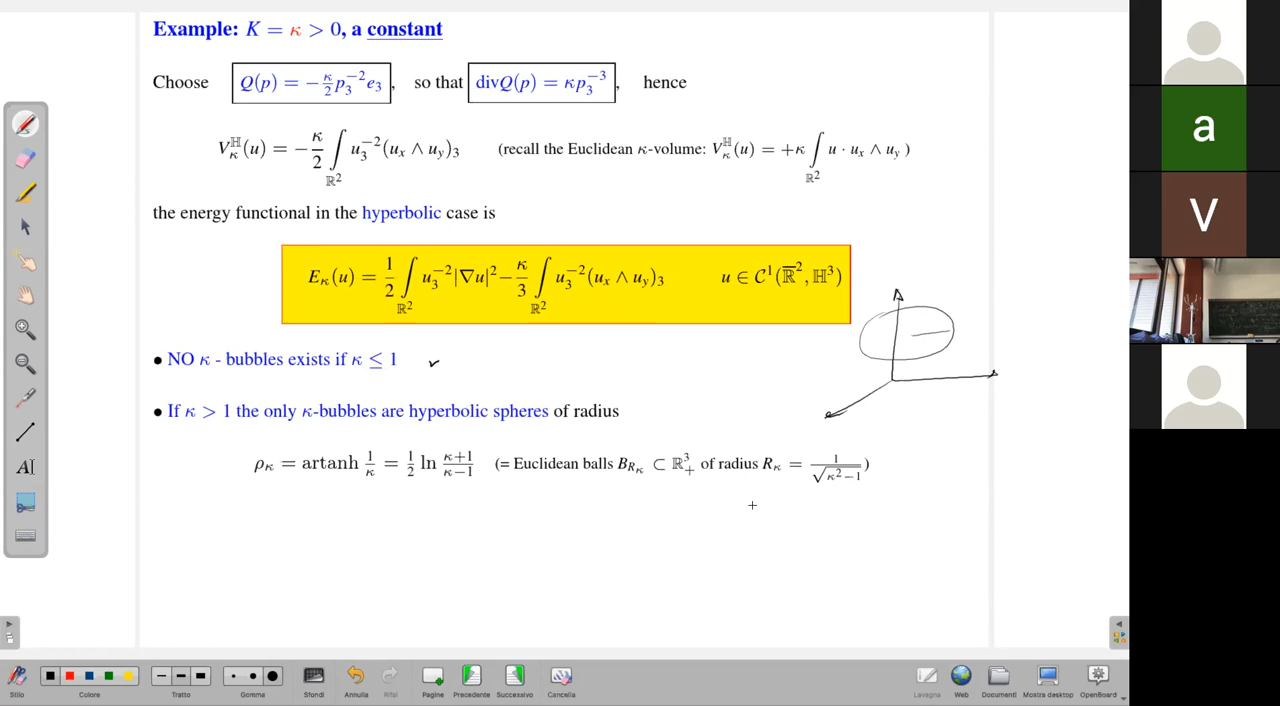 Example: K = κ > 0, a constant
Choose Q(p) = −κ/2 p₃⁻² e₃ , so that divQ(p) = κp₃⁻³ , hence
V_κ^ℍ(u) = −κ/2 ∫_ℝ² u₃⁻²(uₓ ∧ u_y)₃ (recall the Euclidean κ-volume: V_κ^ℍ(u) = +κ ∫_ℝ² u · uₓ ∧ u_y )
the energy functional in the hyperbolic case is
E_κ(u) = 1/2 ∫_ℝ² u₃⁻²|∇u|² − κ/3 ∫_ℝ² u₃⁻²(uₓ ∧ u_y)₃ u ∈ 𝒞¹(ℝ̅², ℍ³)
• NO κ - bubbles exists if κ ≤ 1
• If κ > 1 the only κ-bubbles are hyperbolic spheres of radius
ρ_κ = artanh 1/κ = 1/2 ln (κ+1)/(κ−1) (= Euclidean balls B_{R_κ} ⊂ ℝ³₊ of radius R_κ = 1/√(κ²−1) )
a
V
A
Stilo
Colore
Tratto
Gomma
Sfondi
Annulla
Rifai
Pagine
Precedente
Successivo
Cancella
Lavagna
Web
Documenti
Mostra desktop
OpenBoard